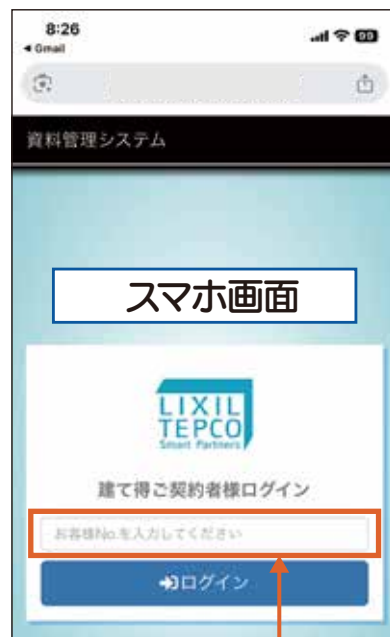 8:26
◀ Gmail
99
資料管理システム
スマホ画面
LIXIL
TEPCO
Smart Partners
建て得ご契約者様ログイン
お客様No.を入力してください
ログイン